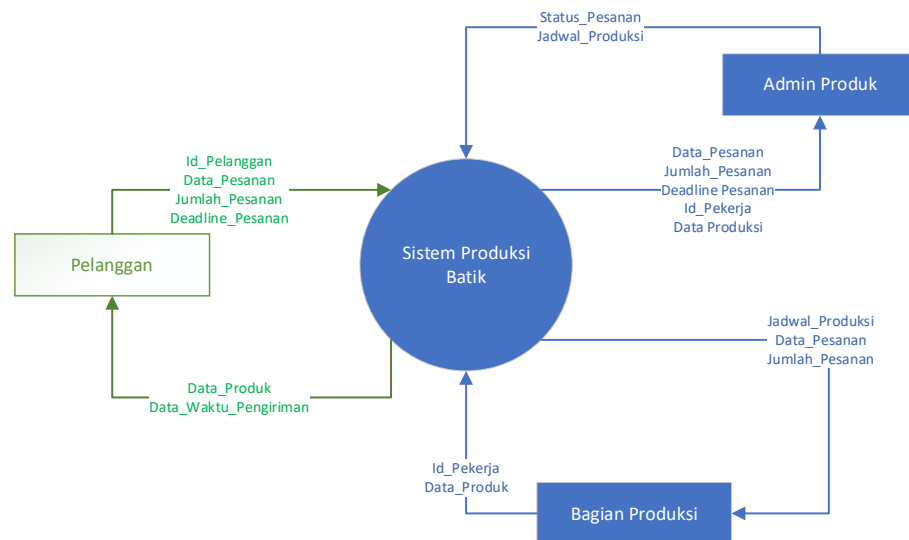 Status_Pesanan
Jadwal_Produksi
Admin Produk
Id_Pelanggan
Data_Pesanan
Jumlah_Pesanan
Deadline_Pesanan
Data_Pesanan
Jumlah_Pesanan
Deadline Pesanan
Id_Pekerja
Data Produksi
Pelanggan
Sistem Produksi
Batik
Jadwal_Produksi
Data_Pesanan
Jumlah_Pesanan
Data_Produk
Data_Waktu_Pengiriman
Id_Pekerja
Data_Produk
Bagian Produksi